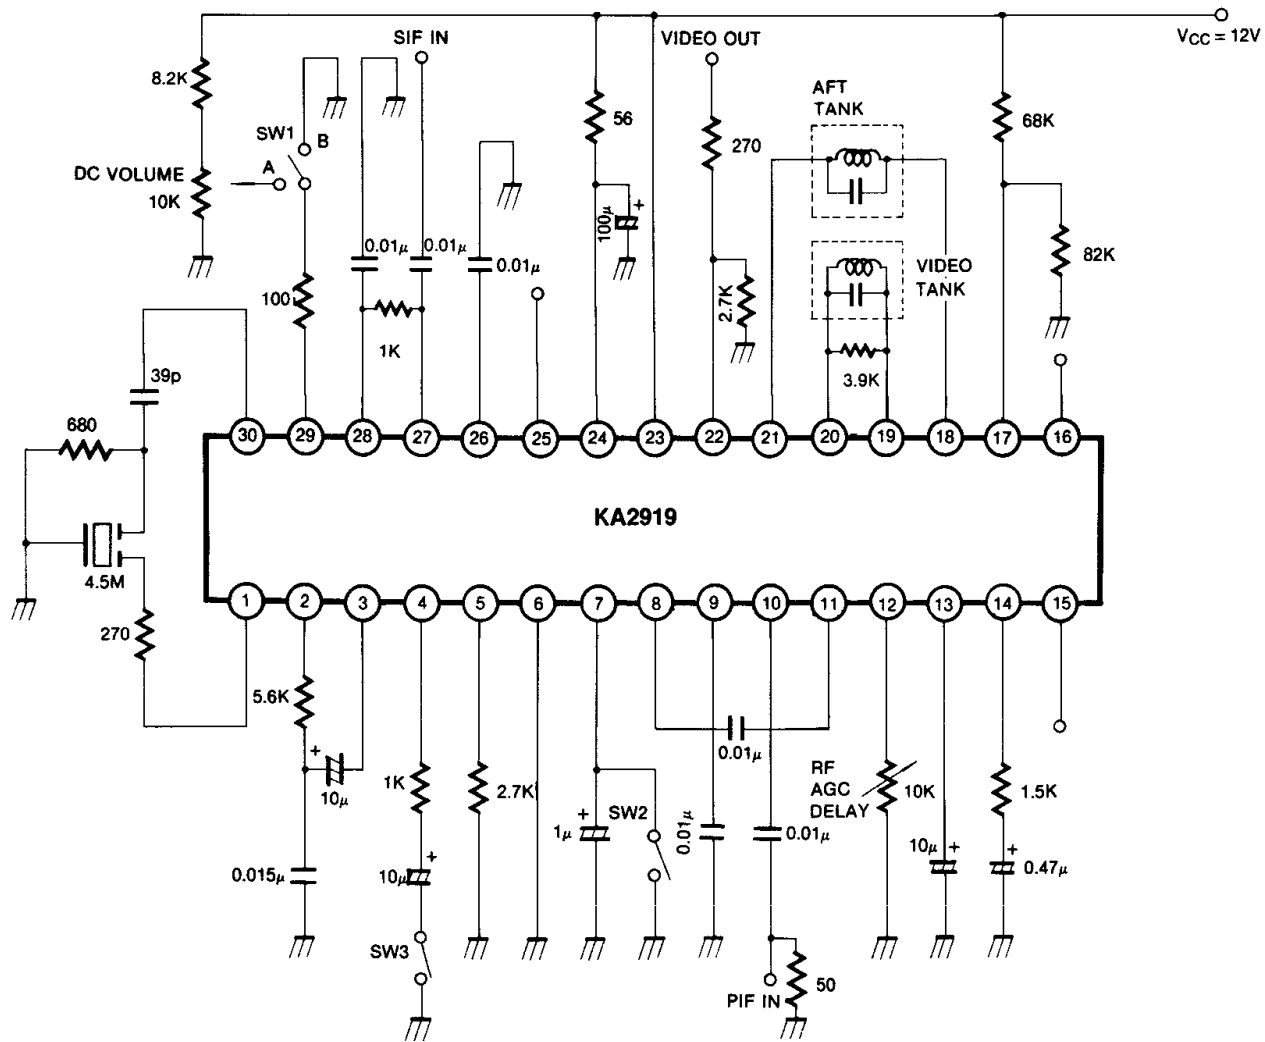 SIF IN
VIDEO OUT
VCC = 12V
8.2K
SW1
B
A
DC VOLUME
10K
56
270
AFT
TANK
68K
100μ
+
0.01μ
0.01μ
0.01μ
VIDEO
TANK
82K
100
2.7K
1K
3.9K
39p
680
30
29
28
27
26
25
24
23
22
21
20
19
18
17
16
KA2919
4.5M
1
2
3
4
5
6
7
8
9
10
11
12
13
14
15
270
5.6K
+
10μ
1K
2.7K
+
1μ
SW2
0.01μ
0.01μ
0.01μ
RF
AGC
DELAY
10K
1.5K
0.015μ
+
10μ
10μ
+
+
0.47μ
SW3
PIF IN
50